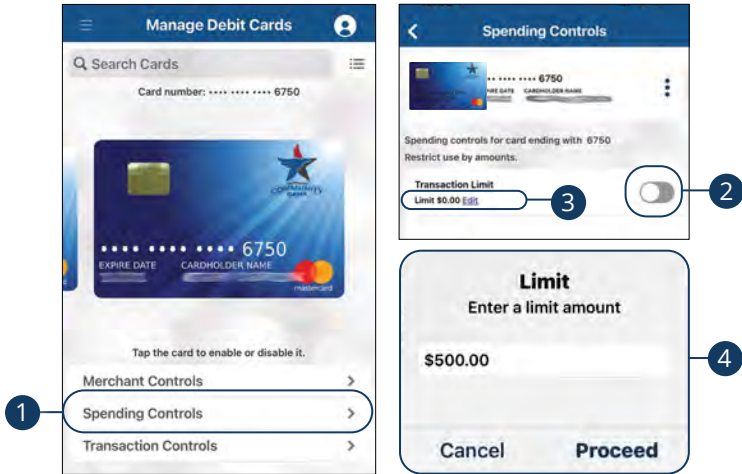 Manage Debit Cards
Search Cards
Card number: •••• •••• •••• 6750
COMMUNITY
BANK
•••• •••• •••• 6750
EXPIRE DATE CARDHOLDER NAME
mastercard
Tap the card to enable or disable it.
Merchant Controls
1
Spending Controls
Transaction Controls
Spending Controls
•• •••• •••• 6750
CARDHOLDER NAME
Spending controls for card ending with 6750
Restrict use by amounts.
Transaction Limit
Limit $0.00 Edit
3
2
Limit
Enter a limit amount
$500.00
4
Cancel Proceed